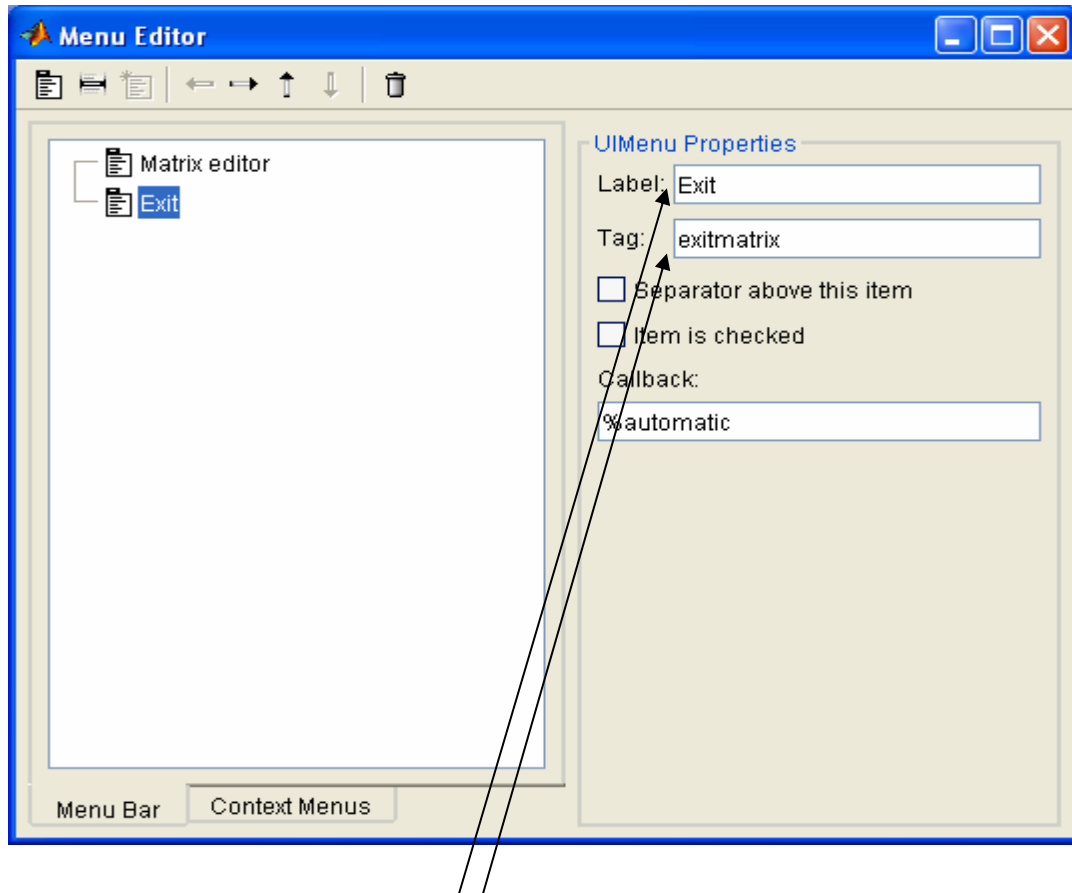 Menu Editor
Matrix editor
Exit
UIMenu Properties
Label: Exit
Tag: exitmatrix
Separator above this item
Item is checked
Callback:
%automatic
Menu Bar Context Menus